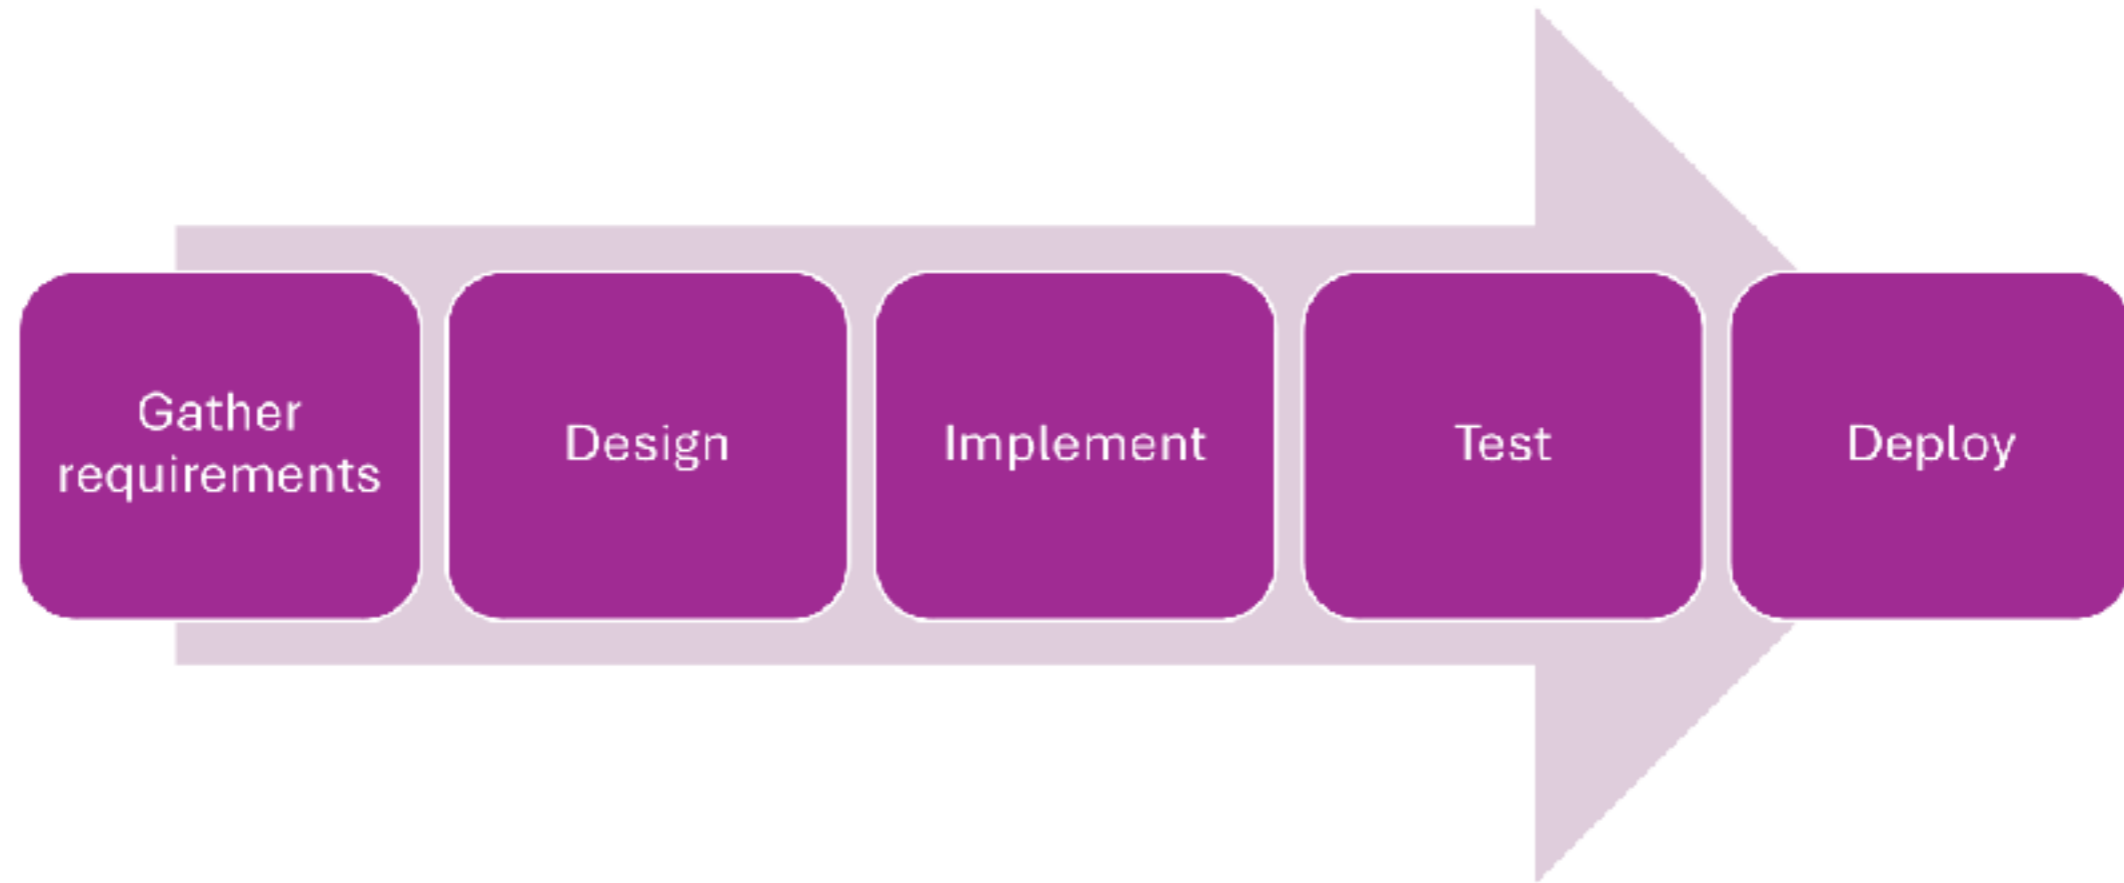 Gather
requirements
Design
Implement
Test
Deploy